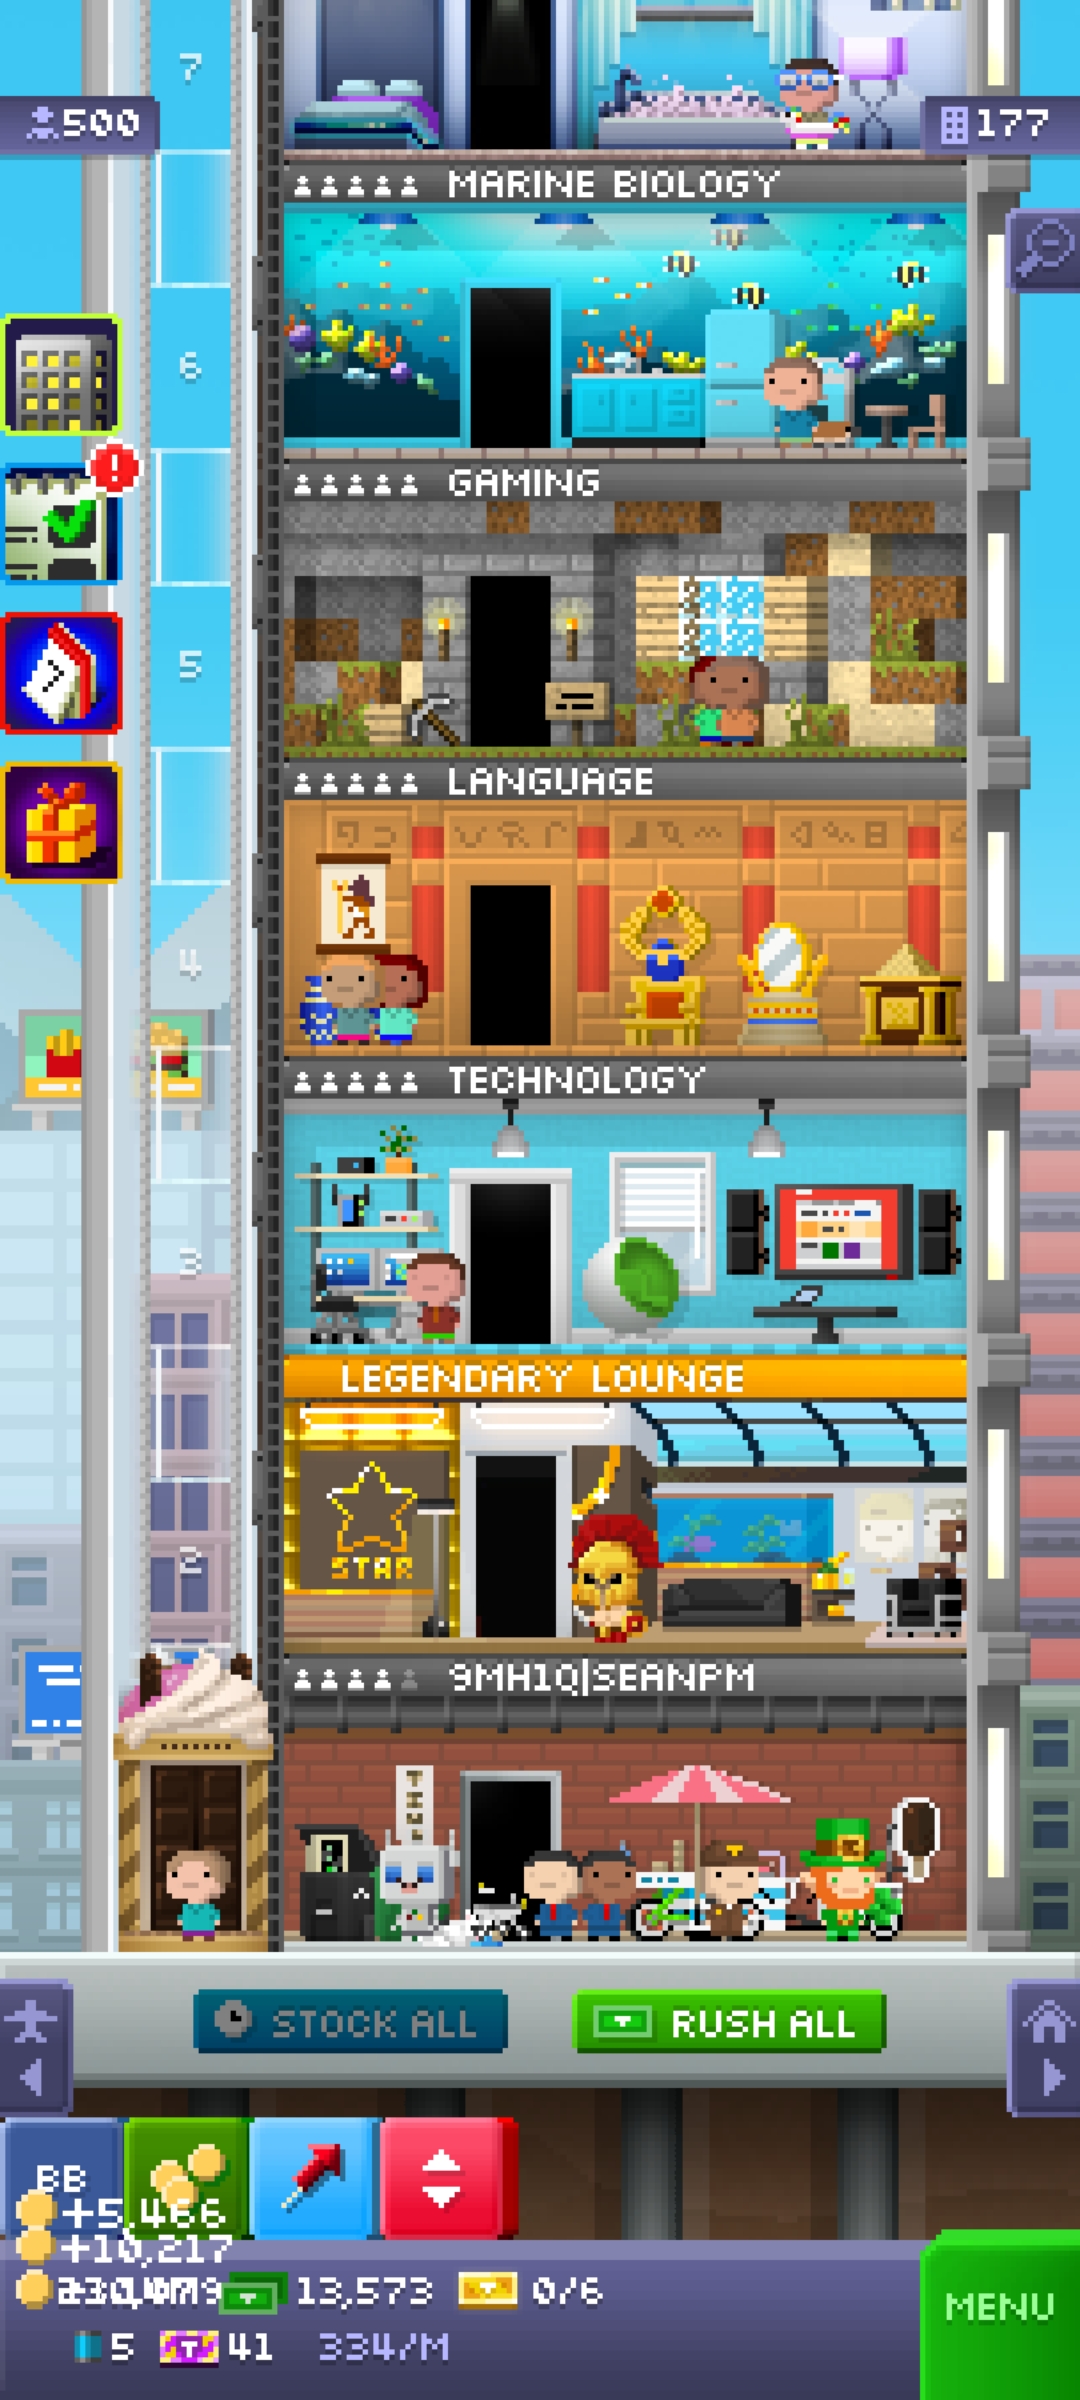 7
500
177
MARINE BIOLOGY
6
GAMING
5
LANGUAGE
4
TECHNOLOGY
3
LEGENDARY LOUNGE
STAR
2
9MH1Q|SEANPM
STOCK ALL
RUSH ALL
BB
+5,466
+10,217
13,573
0/6
MENU
5
41
334/M